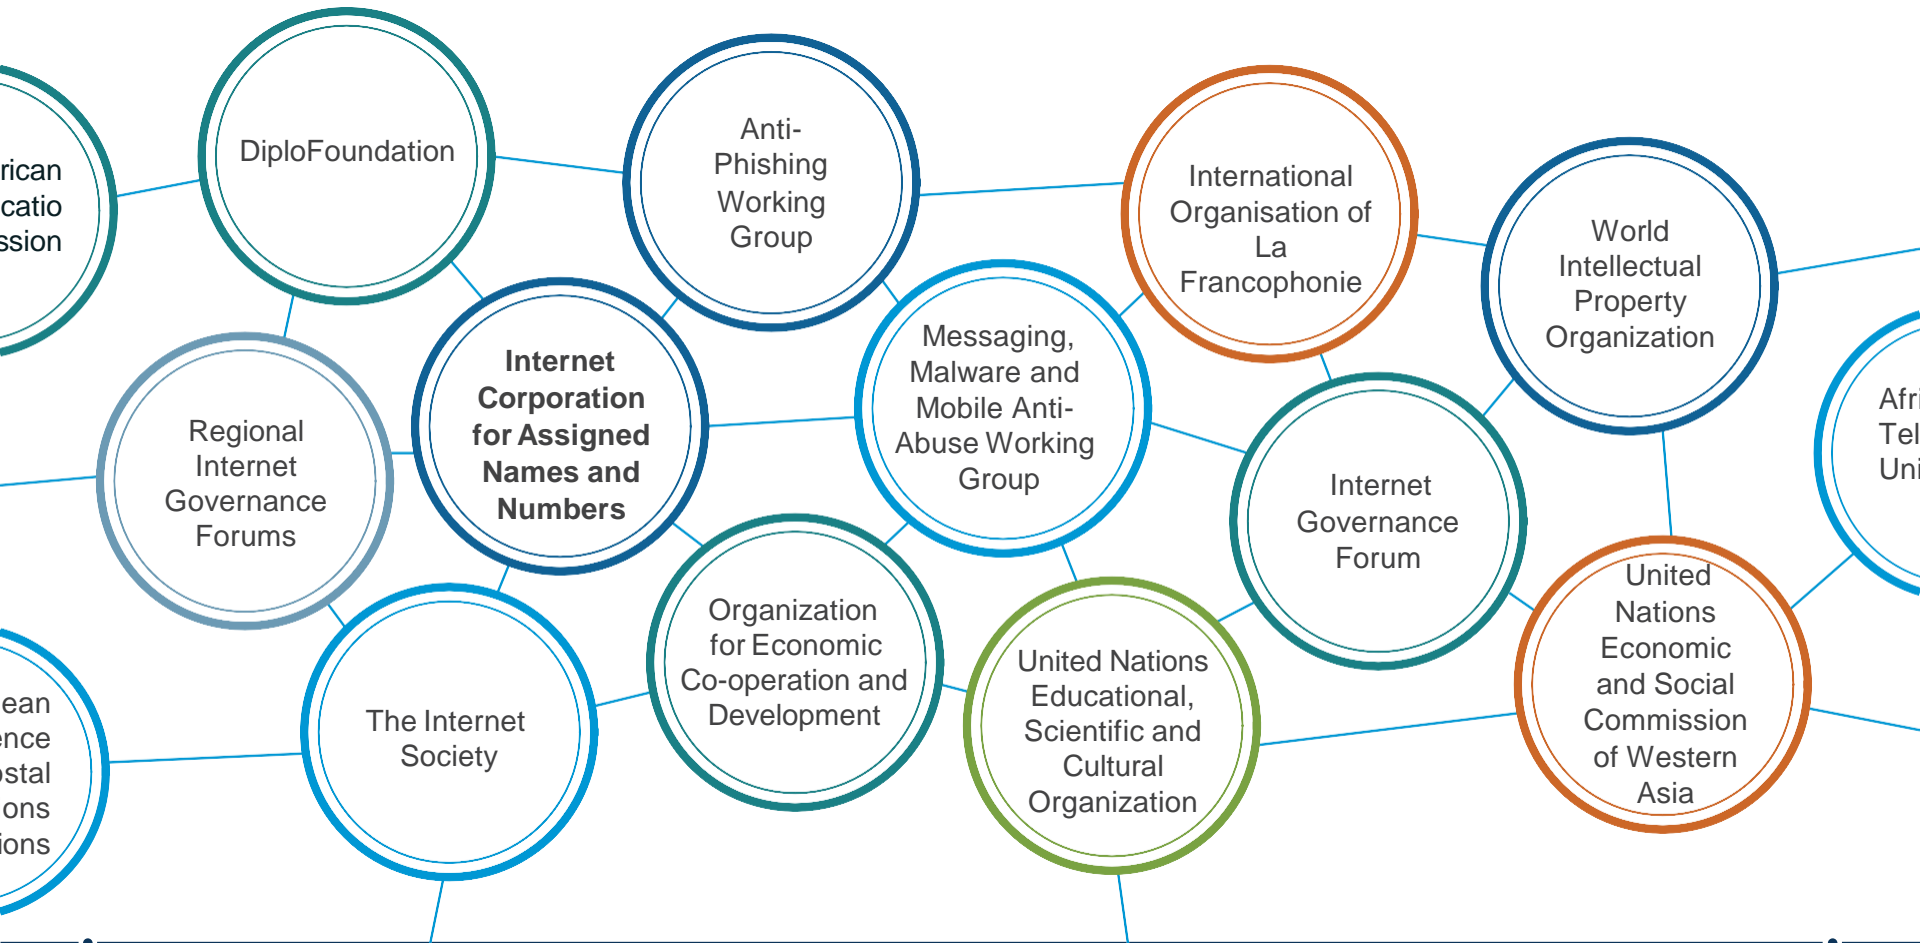 rican
catio
ssion
DiploFoundation
Anti-
Phishing
Working
Group
International
Organisation of
La
Francophonie
World
Intellectual
Property
Organization
Regional
Internet
Governance
Forums
Internet
Corporation
for Assigned
Names and
Numbers
Messaging,
Malware and
Mobile Anti-
Abuse Working
Group
Internet
Governance
Forum
Afri
Tel
Uni
ean
ence
ostal
ons
ions
The Internet
Society
Organization
for Economic
Co-operation and
Development
United Nations
Educational,
Scientific and
Cultural
Organization
United
Nations
Economic
and Social
Commission
of Western
Asia